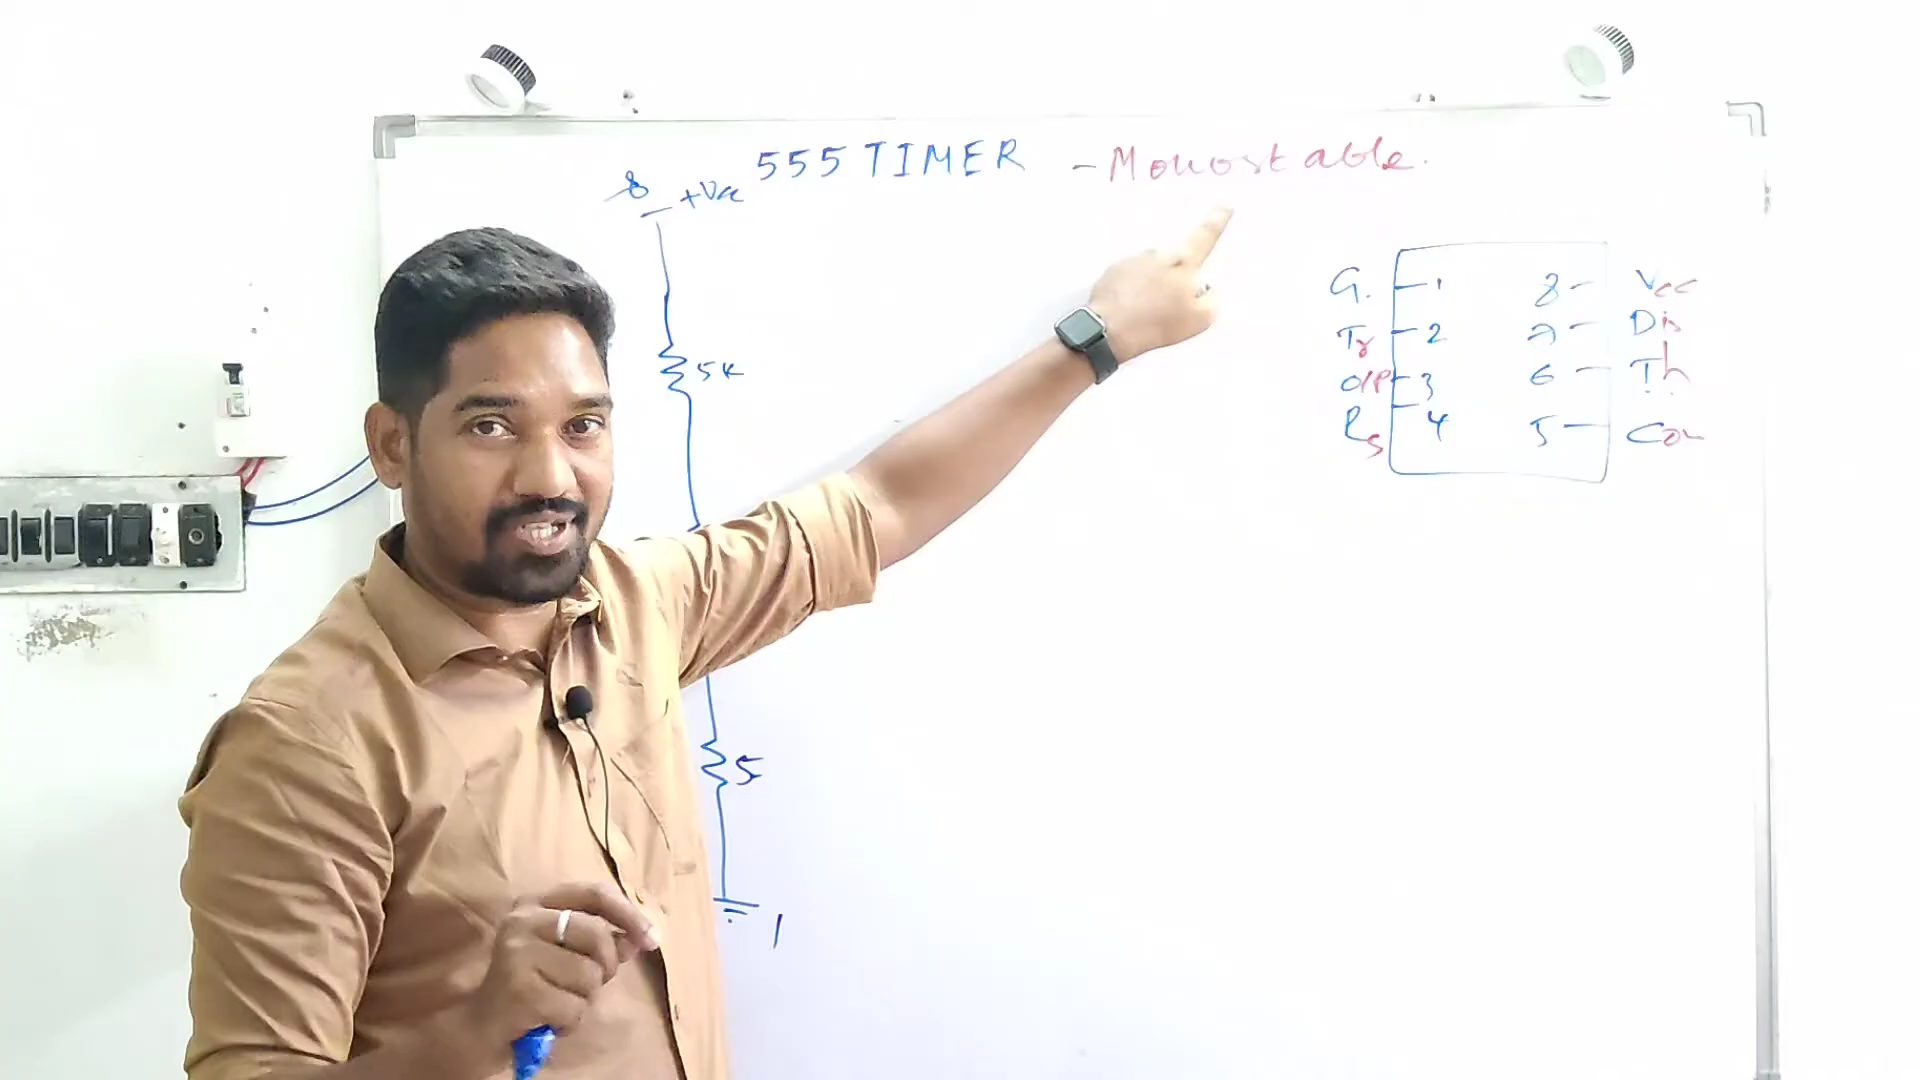 555 TIMER - Monostable.
8 +Vcc
5K
5
1
G. 1 8 Vcc
Tr 2 7 Dis
O/P 3 6 Th
Rs 4 5 Con